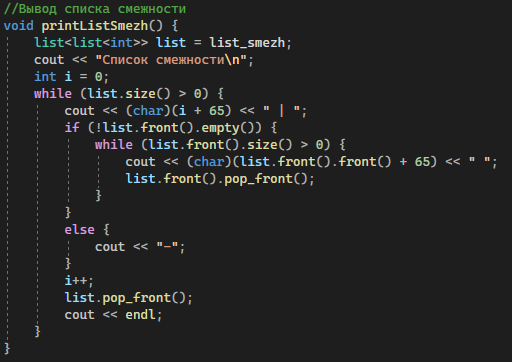 //Вывод списка смежности
void printListSmezh() {
    list<list<int>> list = list_smezh;
    cout << "Список смежности\n";
    int i = 0;
    while (list.size() > 0) {
        cout << (char)(i + 65) << " | ";
        if (!list.front().empty()) {
            while (list.front().size() > 0) {
                cout << (char)(list.front().front() + 65) << " ";
                list.front().pop_front();
            }
        }
        else {
            cout << "-";
        }
        i++;
        list.pop_front();
        cout << endl;
    }
}